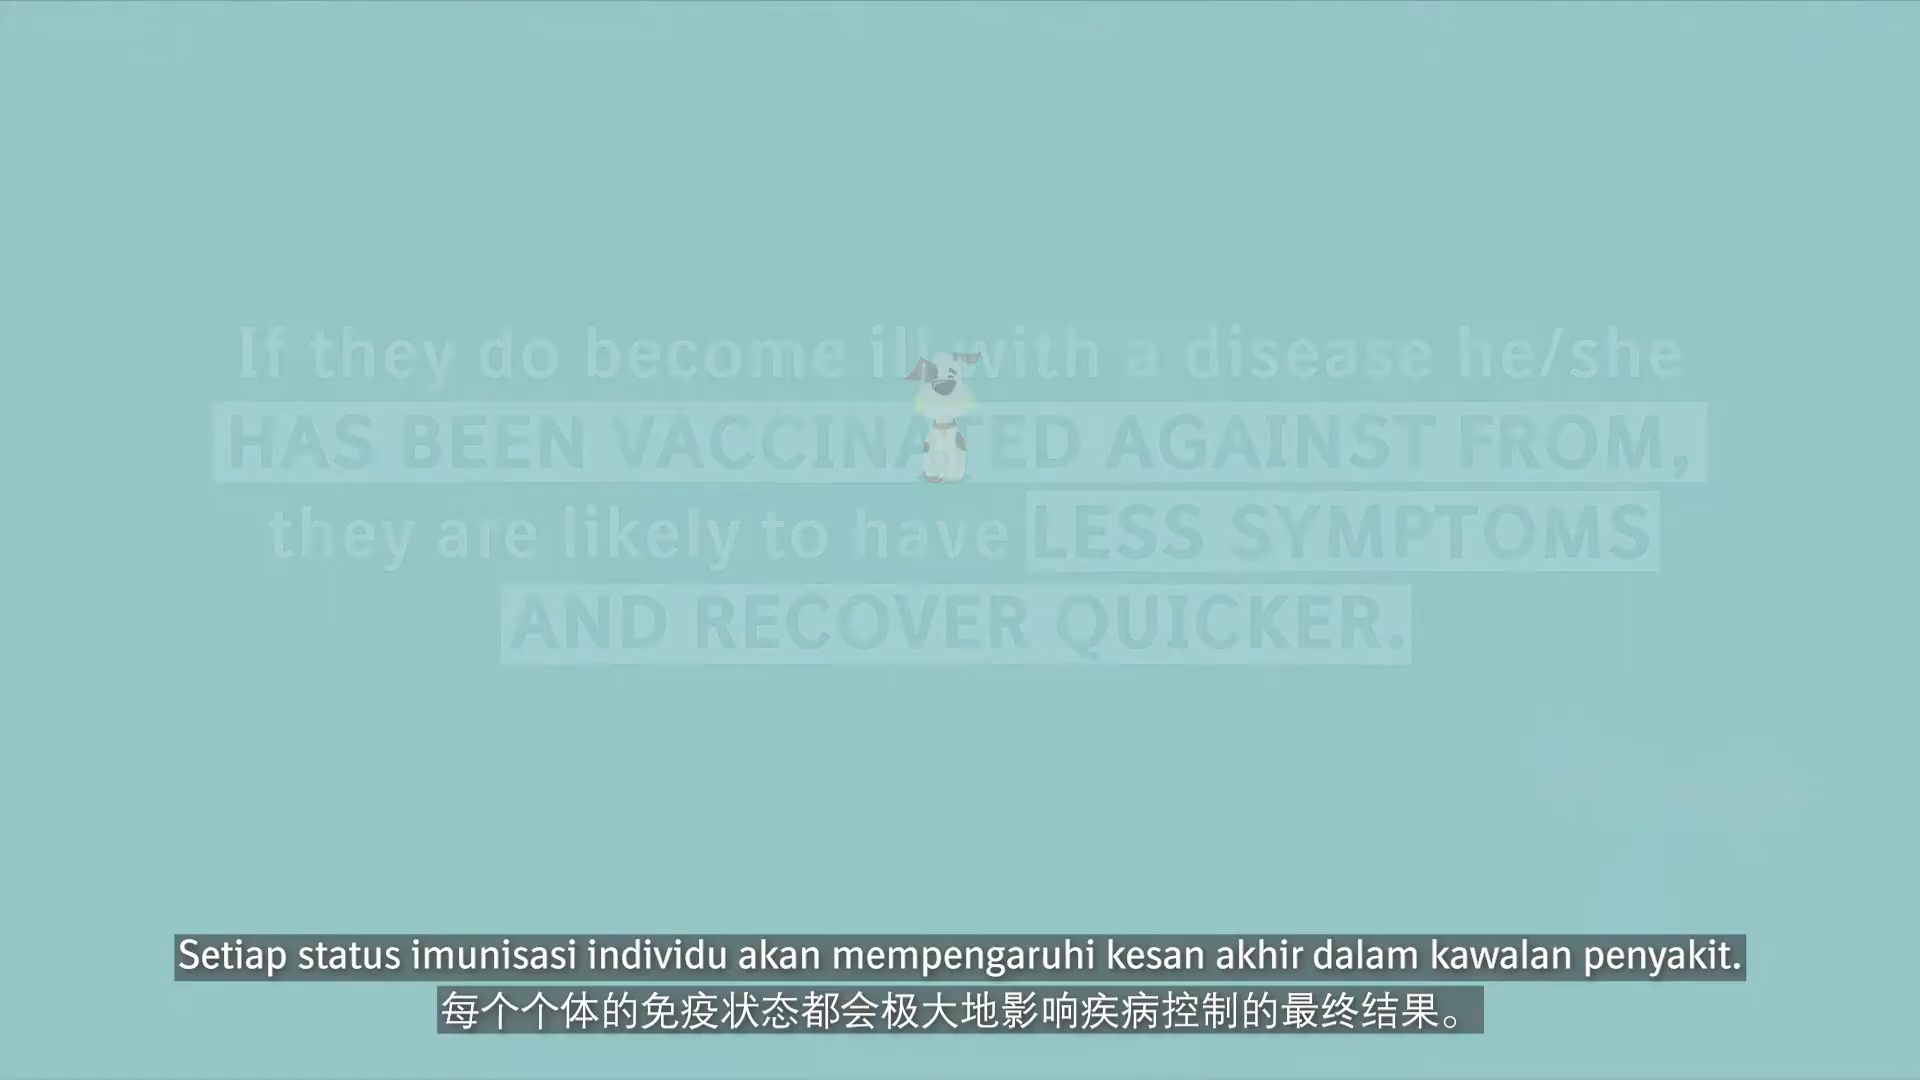 If they do become ill with a disease he/she
HAS BEEN VACCINATED AGAINST FROM,
they are likely to have LESS SYMPTOMS
AND RECOVER QUICKER.
Setiap status imunisasi individu akan mempengaruhi kesan akhir dalam kawalan penyakit.
每个个体的免疫状态都会极大地影响疾病控制的最终结果。